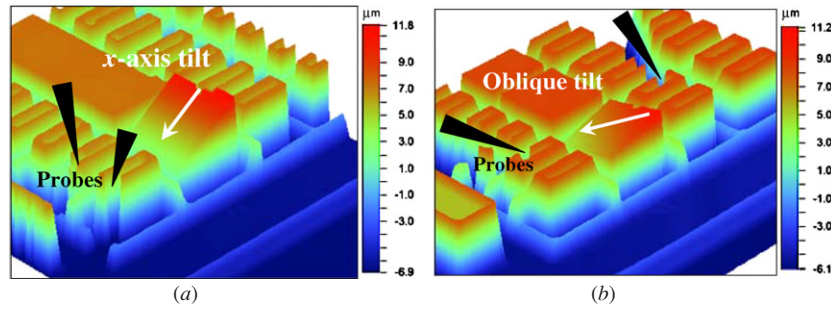 x-axis tilt
Probes
μm
11.8
9.0
7.0
5.0
3.0
1.0
-1.0
-3.0
-6.9
(a)
Oblique tilt
Probes
μm
11.2
9.0
7.0
5.0
3.0
1.0
-1.0
-3.0
-6.1
(b)